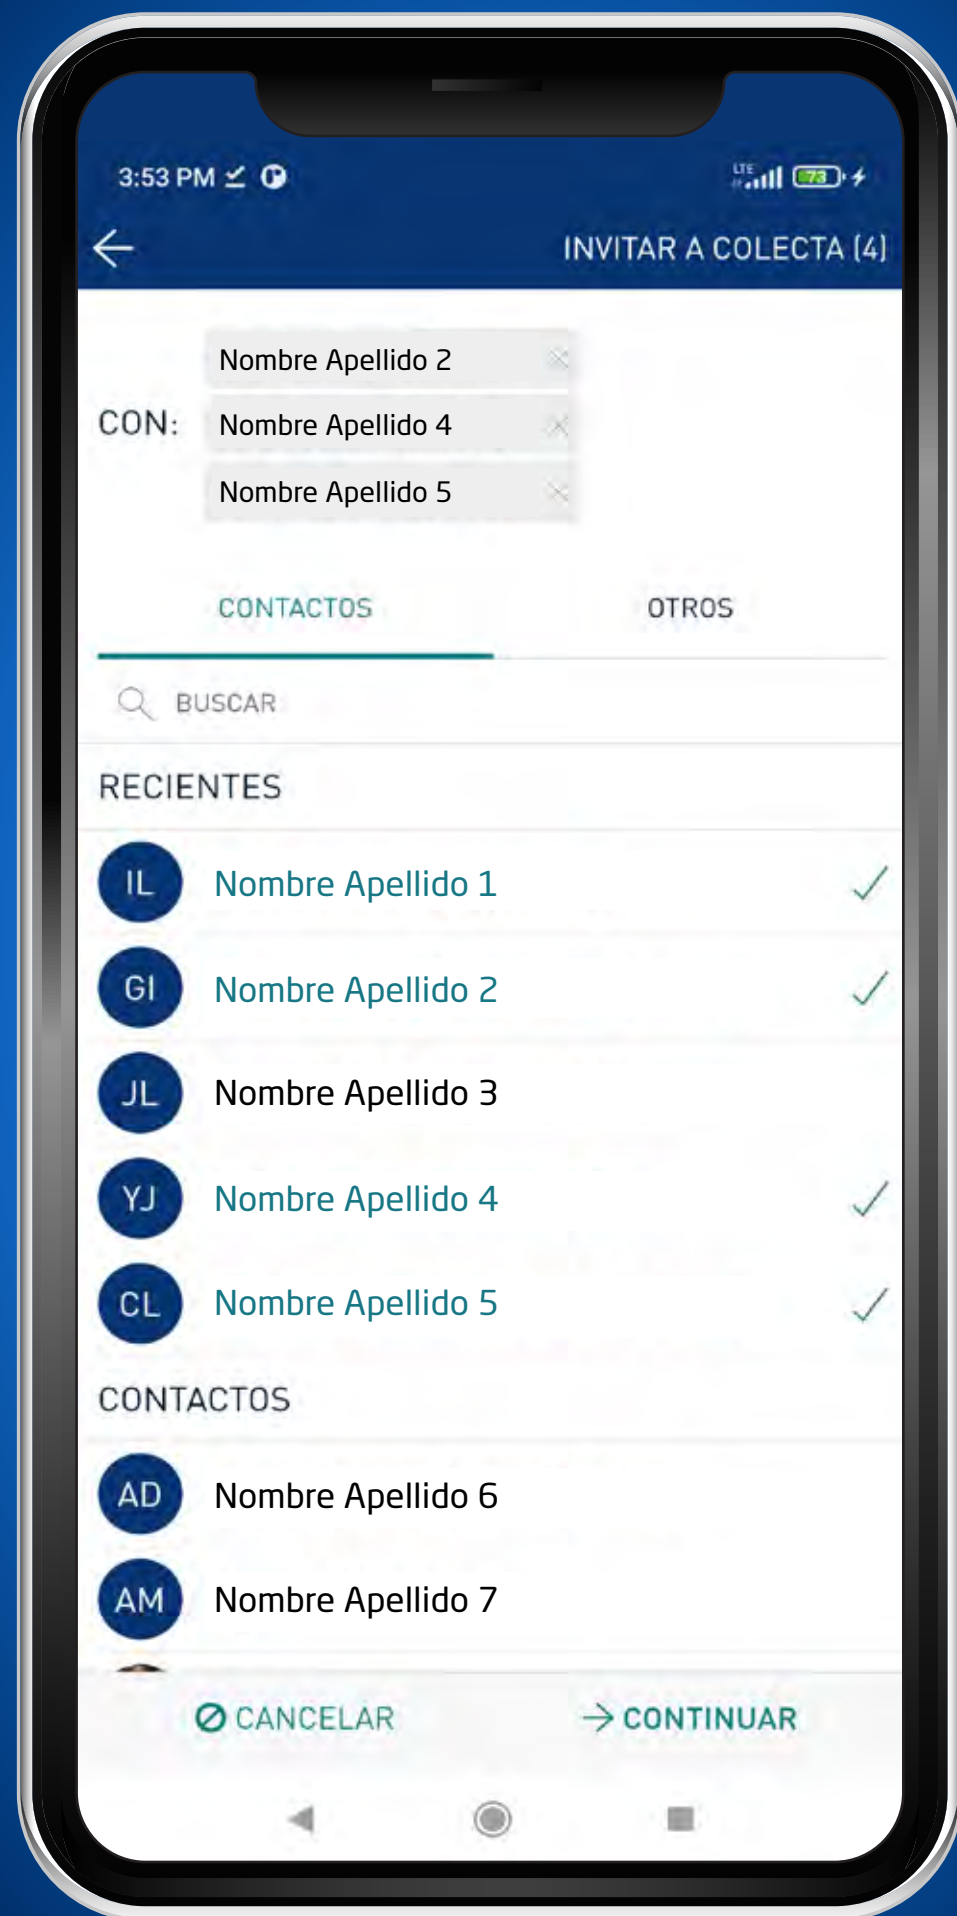 3:53 PM
LTE
73
INVITAR A COLECTA (4)
Nombre Apellido 2
CON:
Nombre Apellido 4
Nombre Apellido 5
CONTACTOS OTROS
BUSCAR
RECIENTES
IL Nombre Apellido 1
GI Nombre Apellido 2
JL Nombre Apellido 3
YJ Nombre Apellido 4
CL Nombre Apellido 5
CONTACTOS
AD Nombre Apellido 6
AM Nombre Apellido 7
CANCELAR CONTINUAR